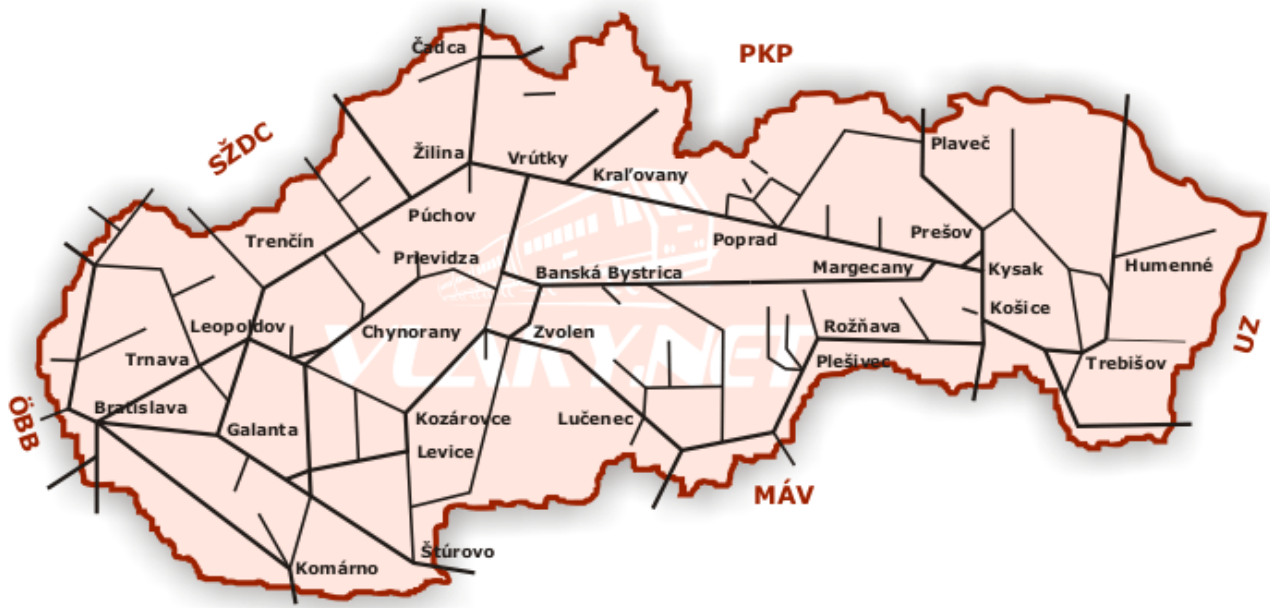 PKP
Čadca
SŽDC
Plaveč
Žilina
Vrútky
Kraľovany
Púchov
Prešov
Trenčín
Poprad
Prievidza
Banská Bystrica
Margecany
Kysak
Humenné
Košice
Leopoldov
Chynorany
Zvolen
Rožňava
UZ
VLAKY.NET
Trnava
Plešivec
Trebišov
ÖBB
Bratislava
Kozárovce
Lučenec
Galanta
Levice
MÁV
Štúrovo
Komárno